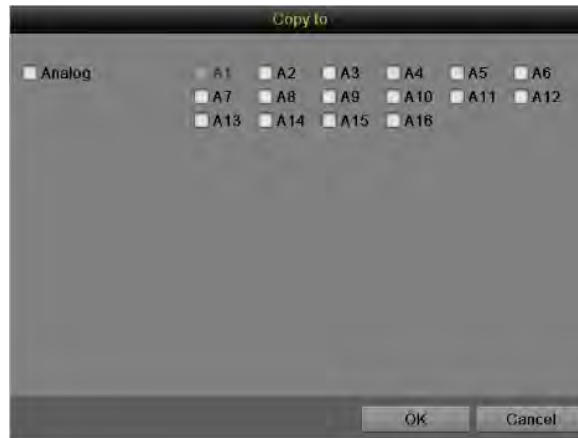 Copy to
Analog A1 A2 A3 A4 A5 A6
A7 A8 A9 A10 A11 A12
A13 A14 A15 A16
OK Cancel